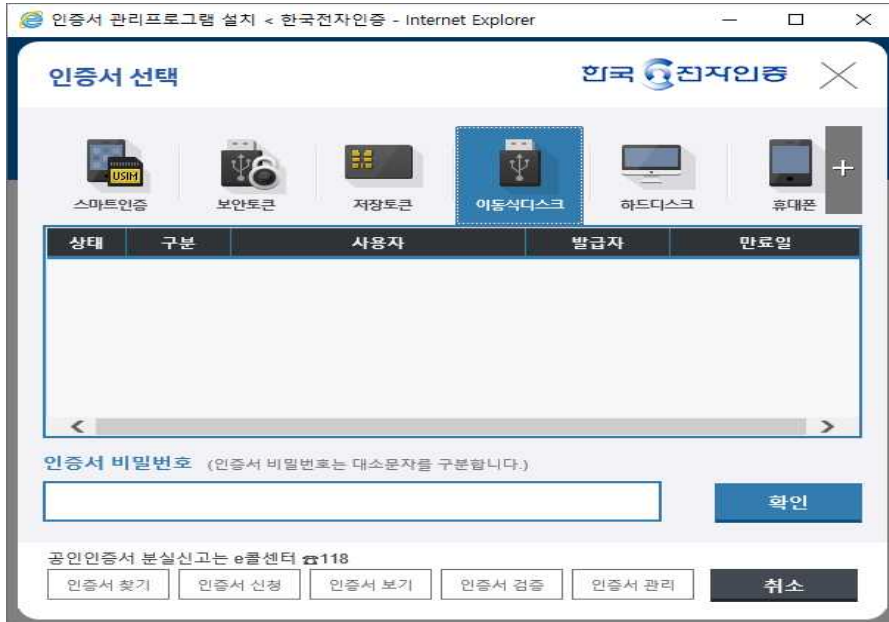 인증서 관리프로그램 설치 < 한국전자인증 - Internet Explorer
인증서 선택
한국 전자인증
USIM
스마트인증 보안토큰 저장토큰 이동식디스크 하드디스크 휴대폰
상태 구분 사용자 발급자 만료일
인증서 비밀번호 (인증서 비밀번호는 대소문자를 구분합니다.)
확인
공인인증서 분실신고는 e콜센터 ☎118
인증서 찾기 인증서 신청 인증서 보기 인증서 검증 인증서 관리 취소